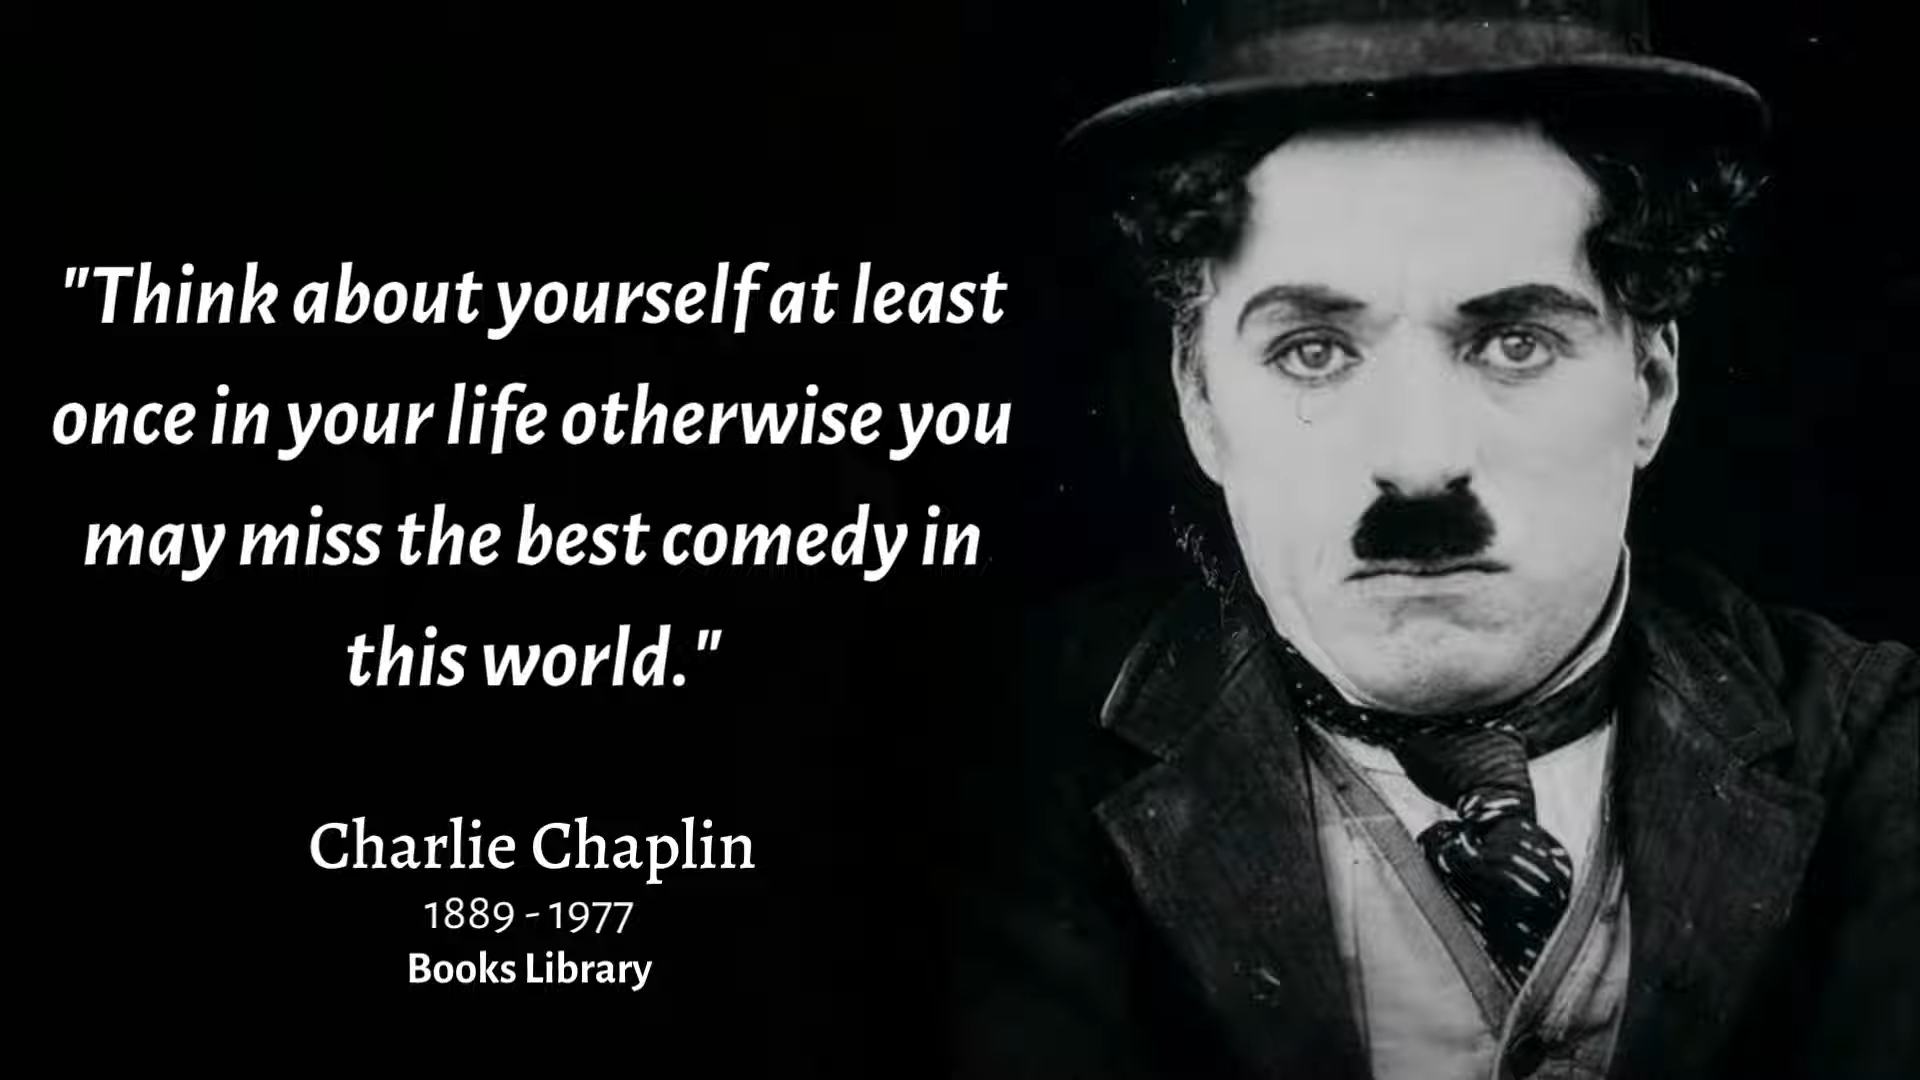 "Think about yourself at least
once in your life otherwise you
may miss the best comedy in
this world."
Charlie Chaplin
1889 - 1977
Books Library